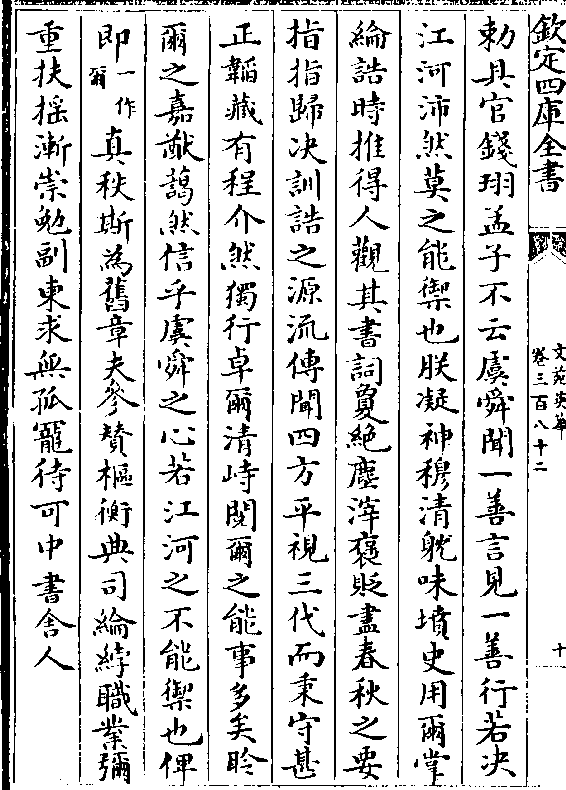 欽定四庫全書
文苑英華
卷三百八十二
十
勅具官錢珝孟子不云虞舜聞一善言見一善行若决
江河沛然莫之能禦也朕凝神穆清躭味墳史用爾掌
綸誥時推得人觀其書詞敻絶塵滓褒貶盡春秋之要
指指歸决訓誥之源流傳聞四方平視三代而秉守甚
正韜藏有程介然獨行卓爾清峙閱爾之能事多矣聆
爾之嘉猷藹然信乎虞舜之心若江河之不能禦也俾
即一作爾真秩斯為舊章夫參賛樞衡典司綸綍職業彌
重扶揺漸崇勉副柬求無孤寵待可中書舍人